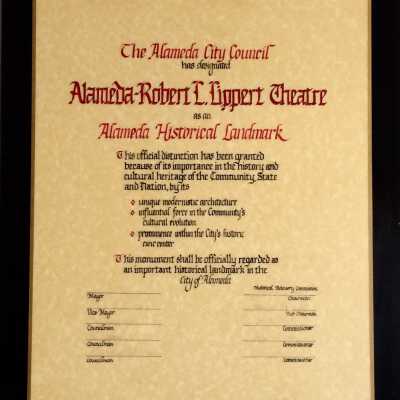 The Alameda City Council
has designated
Alameda-Robert L. Lippert Theatre
as an
Alameda Historical Landmark
This official distinction has been granted
because of its importance in the history and
cultural heritage of the Community, State
and Nation, by its
unique modernistic architecture
influential force in the Community's
cultural evolution
prominence within the City's historic
civic center
This monument shall be officially regarded as
an important historical landmark in the
City of Alameda
Historical Advisory Commission
Mayor
Chairman
Vice Mayor
Vice Chairman
Councilman
Commissioner
Councilman
Commissioner
Councilman
Commissioner